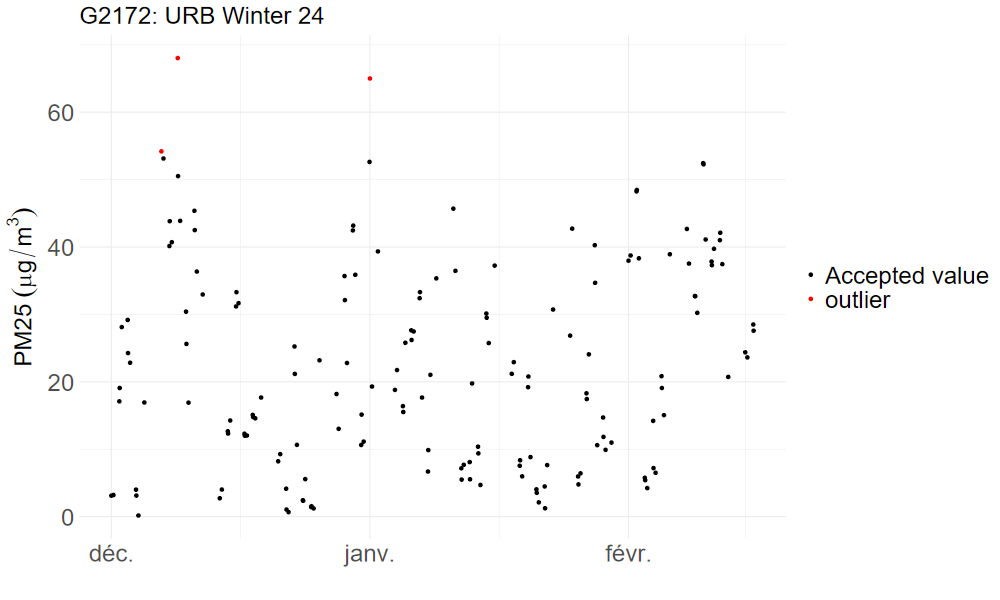 G2172: URB Winter 24
PM25 (μg/m³)
60
40
20
0
déc.
janv.
févr.
Accepted value
outlier